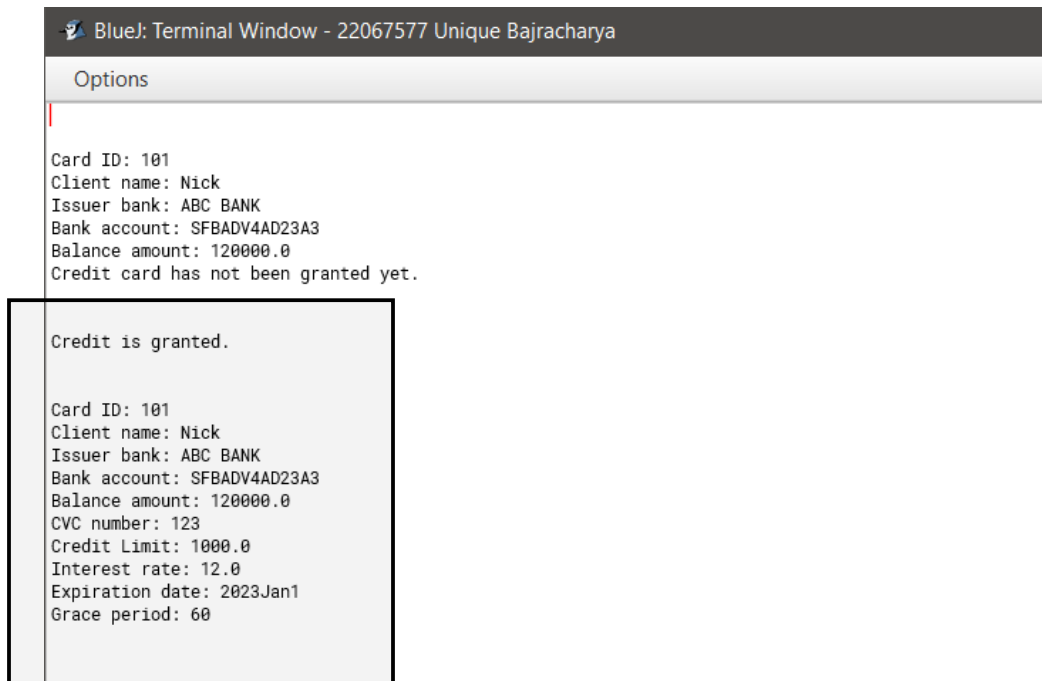 BlueJ: Terminal Window - 22067577 Unique Bajracharya
Options
Card ID: 101
Client name: Nick
Issuer bank: ABC BANK
Bank account: SFBADV4AD23A3
Balance amount: 120000.0
Credit card has not been granted yet.
Credit is granted.
Card ID: 101
Client name: Nick
Issuer bank: ABC BANK
Bank account: SFBADV4AD23A3
Balance amount: 120000.0
CVC number: 123
Credit Limit: 1000.0
Interest rate: 12.0
Expiration date: 2023Jan1
Grace period: 60